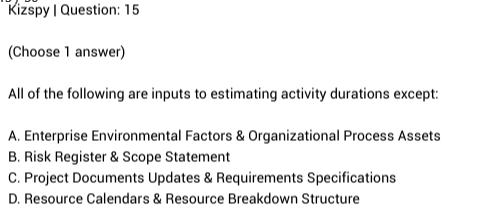 Kizspy | Question: 15
(Choose 1 answer)
All of the following are inputs to estimating activity durations except:
A. Enterprise Environmental Factors & Organizational Process Assets
B. Risk Register & Scope Statement
C. Project Documents Updates & Requirements Specifications
D. Resource Calendars & Resource Breakdown Structure